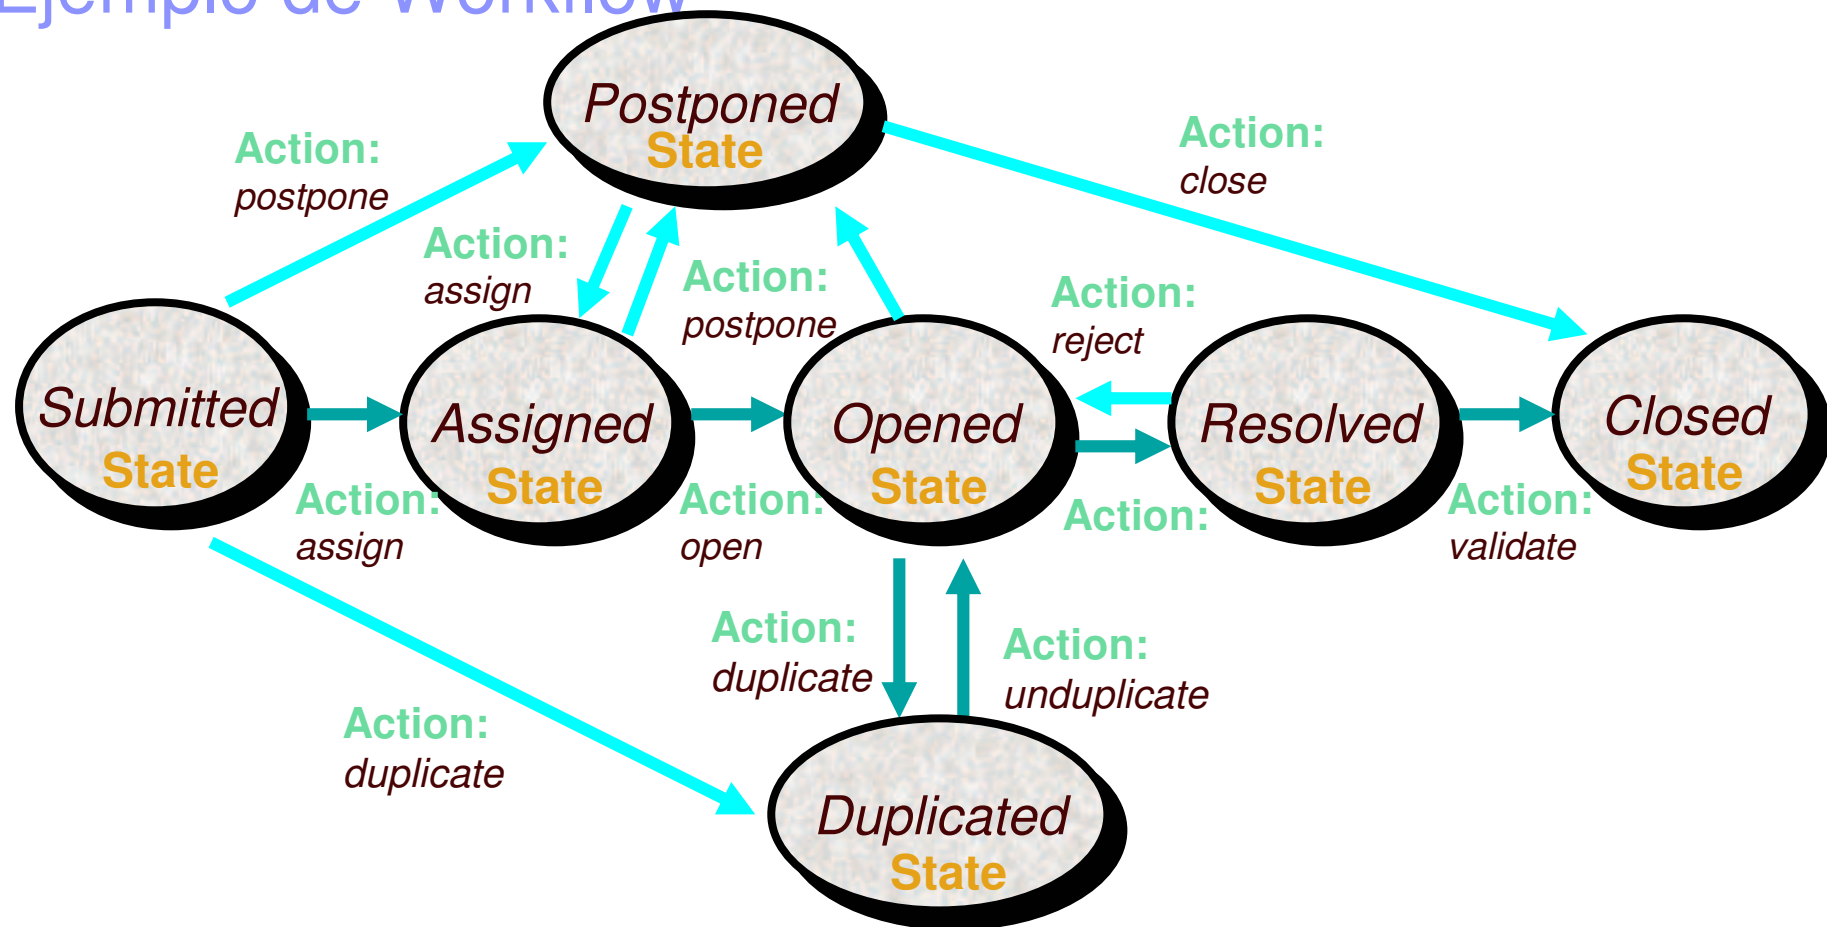 Ejemplo de Workflow
Postponed
State
Action:
postpone
Action:
close
Action:
assign
Action:
postpone
Action:
reject
Submitted
State
Assigned
State
Opened
State
Resolved
State
Closed
State
Action:
assign
Action:
open
Action:
Action:
validate
Action:
duplicate
Action:
unduplicate
Action:
duplicate
Duplicated
State